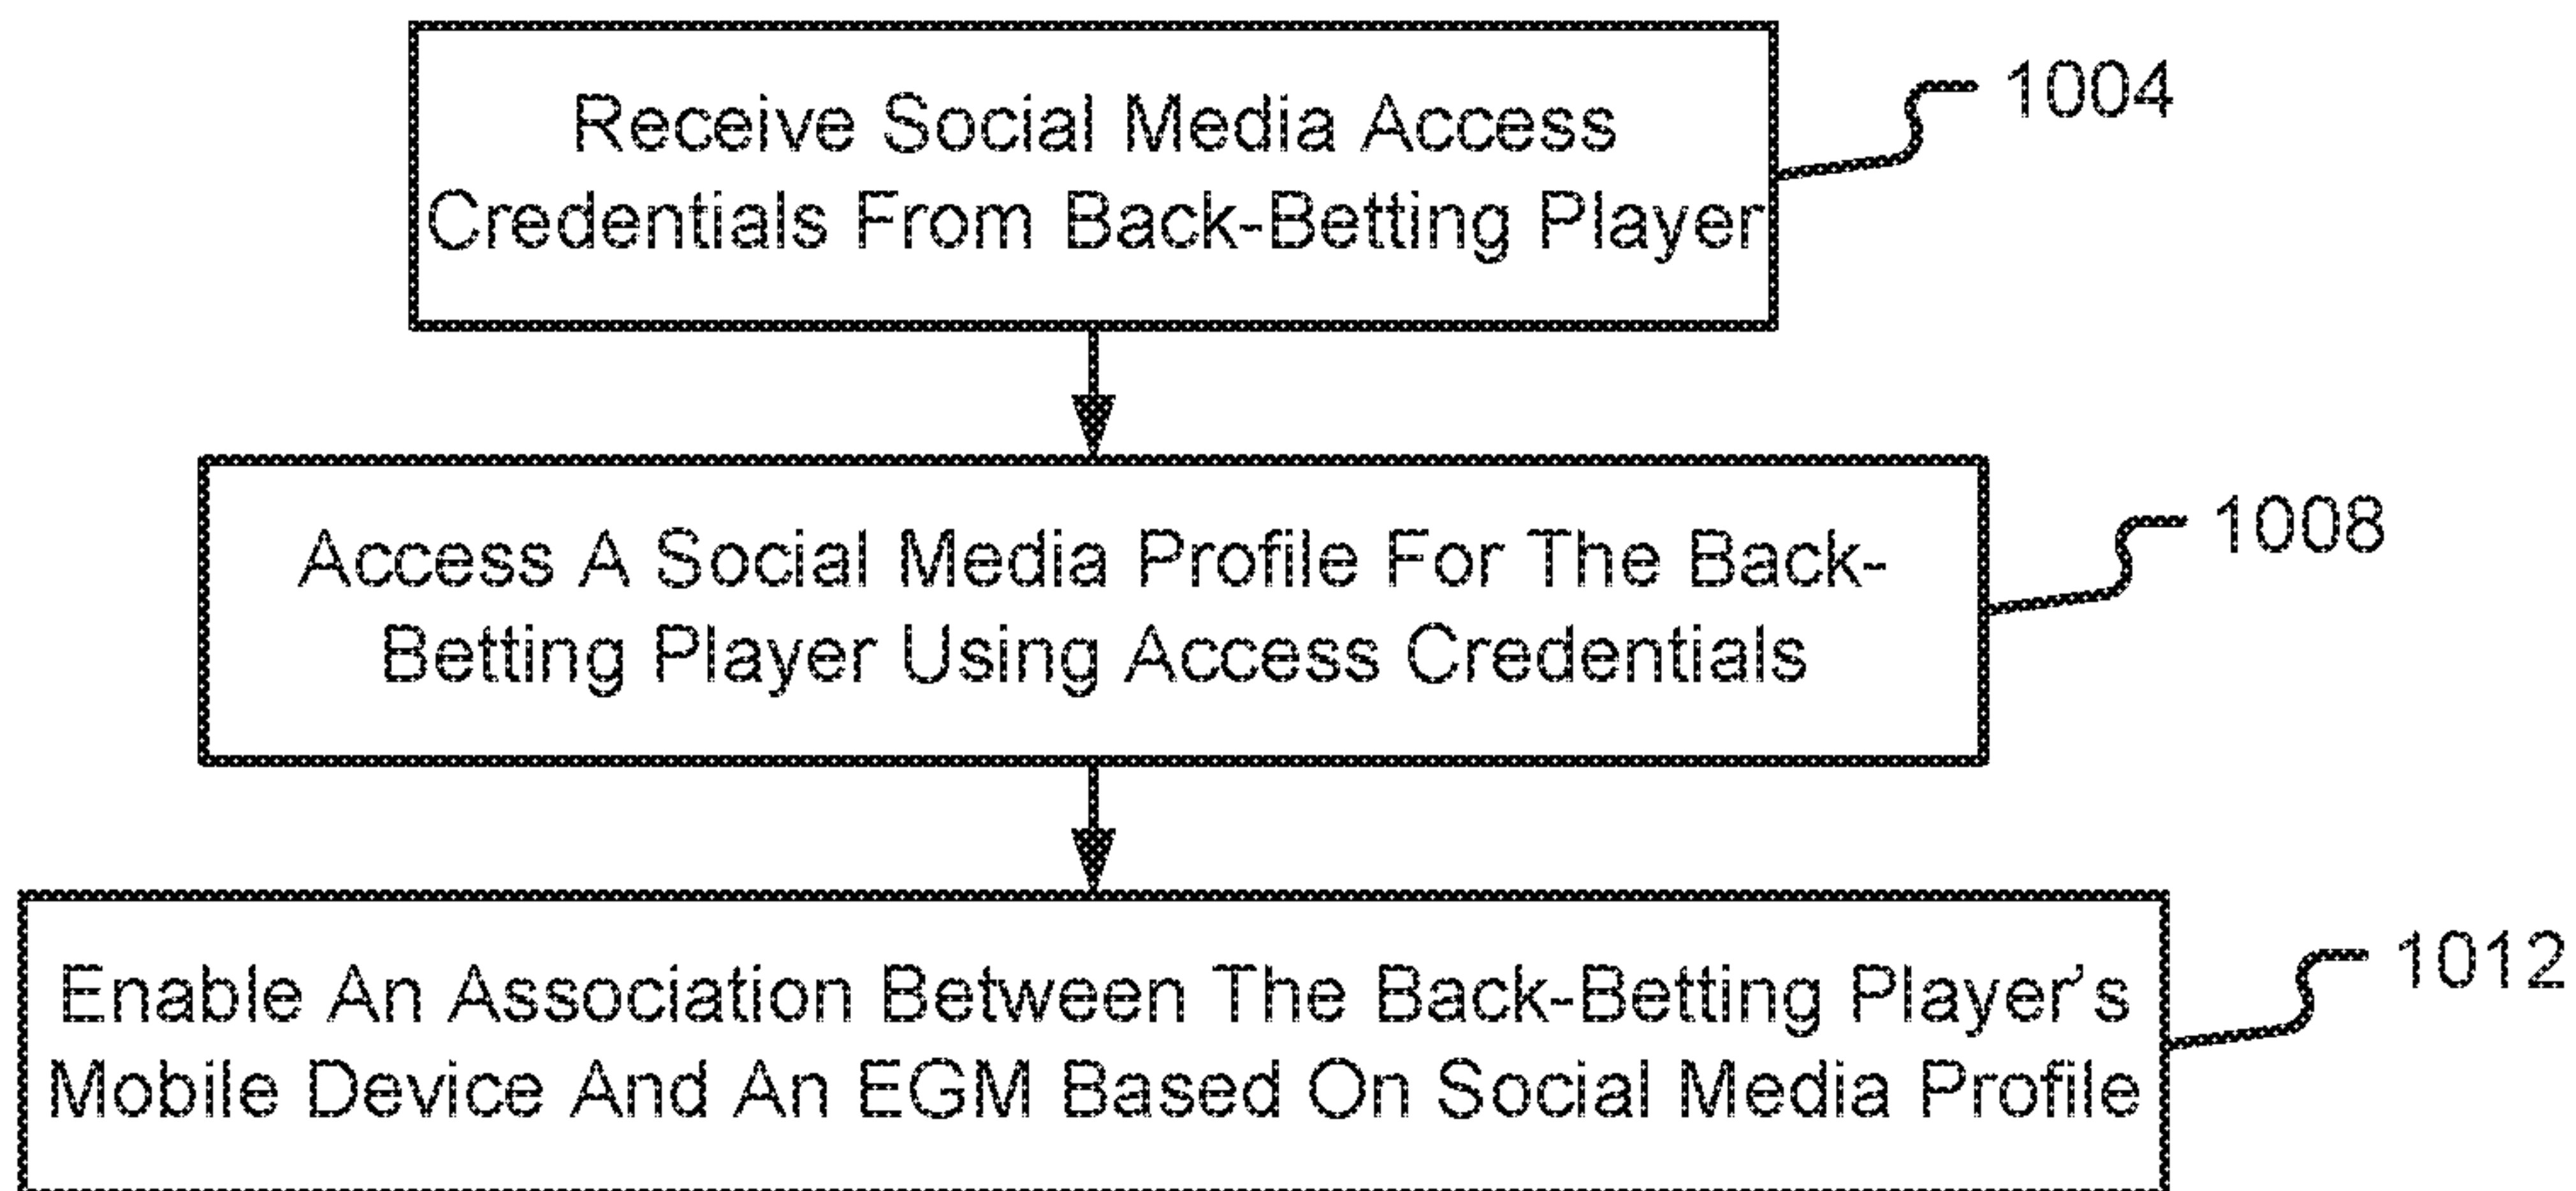 Receive Social Media Access
Credentials From Back-Betting Player
1004
Access A Social Media Profile For The Back-
Betting Player Using Access Credentials
1008
Enable An Association Between The Back-Betting Player's
Mobile Device And An EGM Based On Social Media Profile
1012